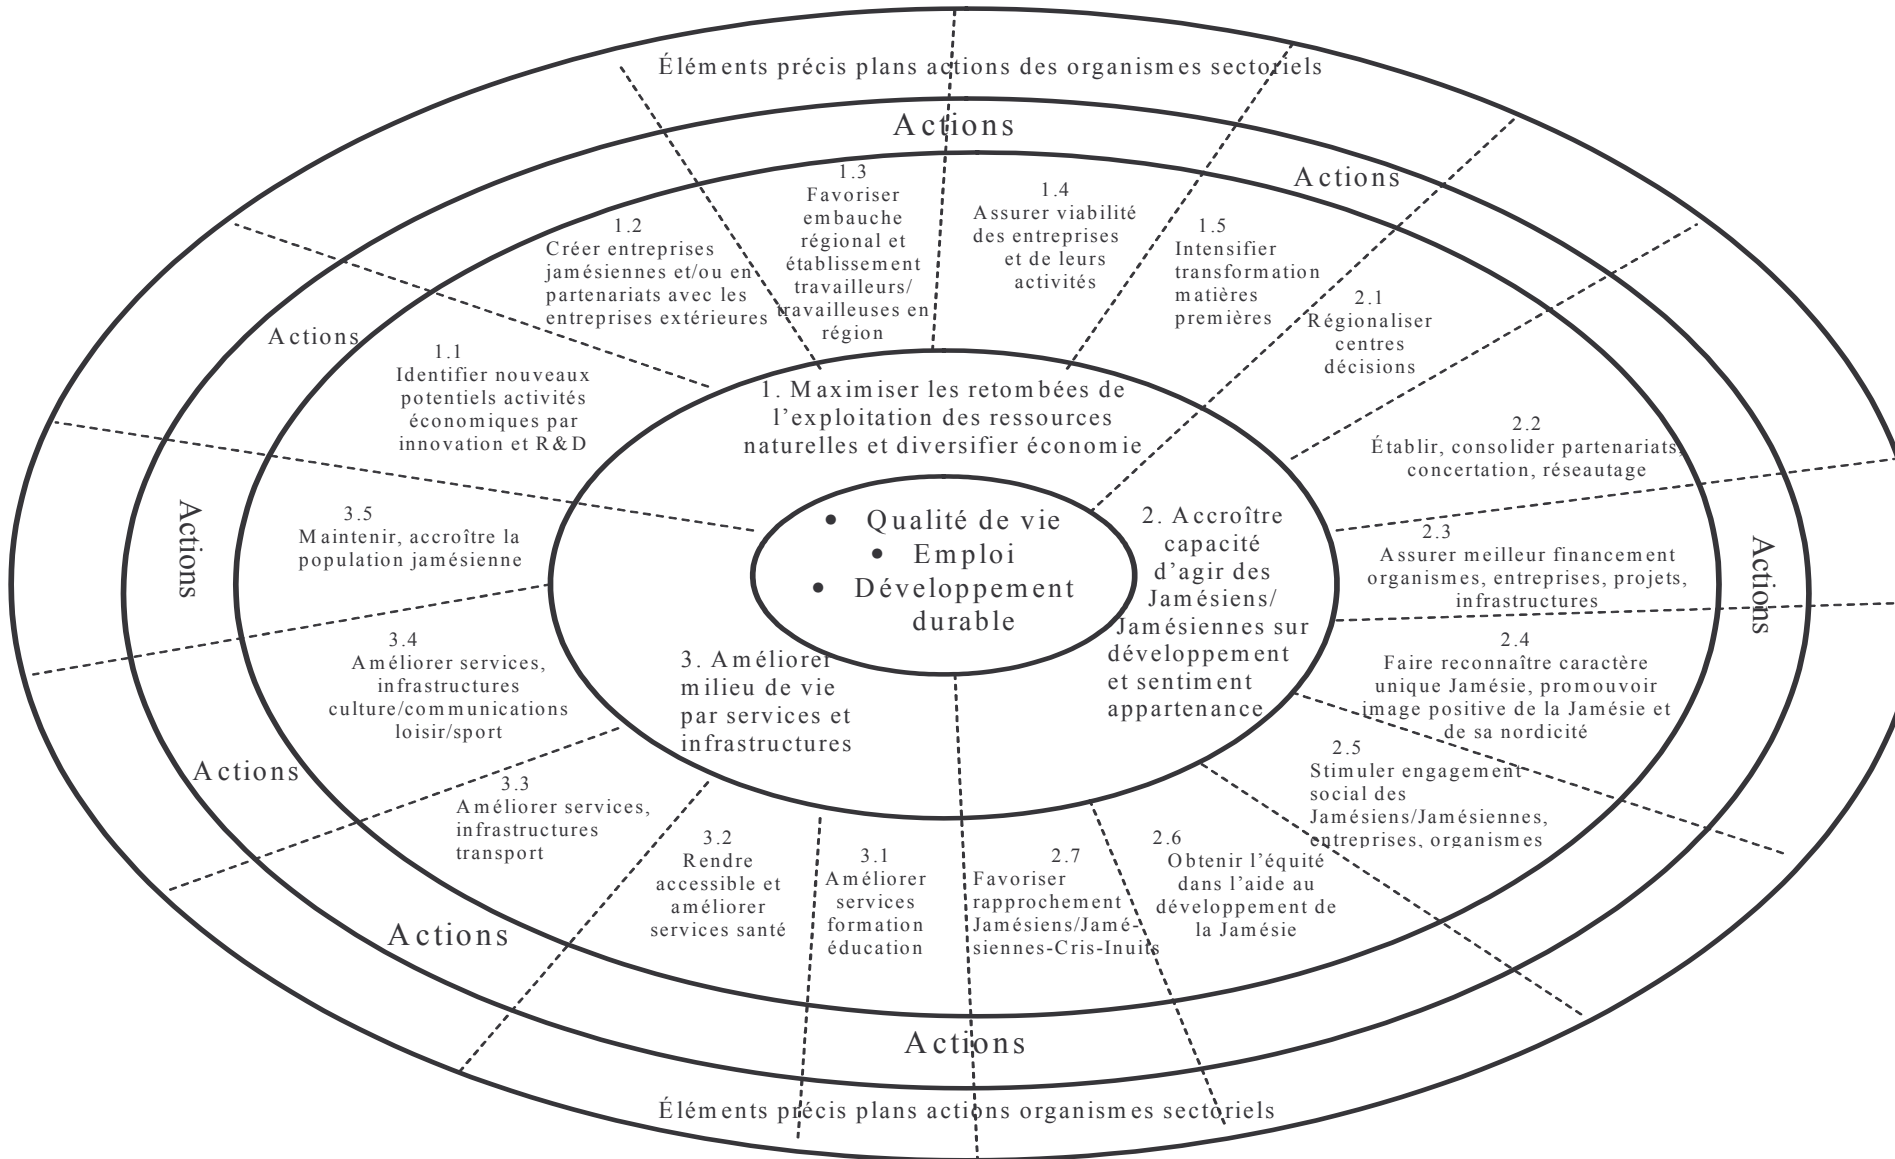 Éléments précis plans actions des organismes sectoriels
Actions
Actions
1.3
Favoriser
embauche
régional et
établissement
travailleurs/
travailleuses en
région
1.4
Assurer viabilité
des entreprises
et de leurs
activités
1.2
Créer entreprises
jamésiennes et/ou en
partenariats avec les
entreprises extérieures
1.5
Intensifier
transformation
matières
premières
2.1
Régionaliser
centres
décisions
Actions
1.1
Identifier nouveaux
potentiels activités
économiques par
innovation et R&D
1. Maximiser les retombées de
l’exploitation des ressources
naturelles et diversifier économie
2.2
Établir, consolider partenariats,
concertation, réseautage
Actions
3.5
Maintenir, accroître la
population jamésienne
• Qualité de vie
• Emploi
• Développement
durable
2. Accroître
capacité
d’agir des
Jamésiens/
Jamésiennes sur
développement
et sentiment
appartenance
2.3
Assurer meilleur financement
organismes, entreprises, projets,
infrastructures
Actions
3.4
Améliorer services,
infrastructures
culture/communications
loisir/sport
3. Améliorer
milieu de vie
par services et
infrastructures
2.4
Faire reconnaître caractère
unique Jamésie, promouvoir
image positive de la Jamésie et
de sa nordicité
Actions
3.3
Améliorer services,
infrastructures
transport
2.5
Stimuler engagement
social des
Jamésiens/Jamésiennes,
entreprises, organismes
3.2
Rendre
accessible et
améliorer
services santé
3.1
Améliorer
services
formation
éducation
2.7
Favoriser
rapprochement
Jamésiens/Jamé-
siennes-Cris-Inuits
2.6
Obtenir l’équité
dans l’aide au
développement de
la Jamésie
Actions
Actions
Éléments précis plans actions organismes sectoriels